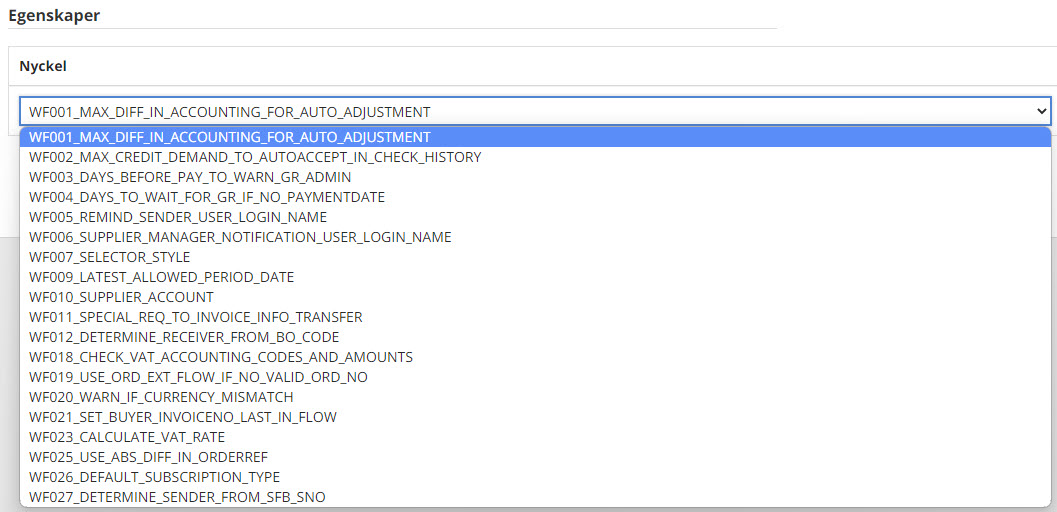 Egenskaper
Nyckel
WF001_MAX_DIFF_IN_ACCOUNTING_FOR_AUTO_ADJUSTMENT
WF001_MAX_DIFF_IN_ACCOUNTING_FOR_AUTO_ADJUSTMENT
WF002_MAX_CREDIT_DEMAND_TO_AUTOACCEPT_IN_CHECK_HISTORY
WF003_DAYS_BEFORE_PAY_TO_WARN_GR_ADMIN
WF004_DAYS_TO_WAIT_FOR_GR_IF_NO_PAYMENTDATE
WF005_REMIND_SENDER_USER_LOGIN_NAME
WF006_SUPPLIER_MANAGER_NOTIFICATION_USER_LOGIN_NAME
WF007_SELECTOR_STYLE
WF009_LATEST_ALLOWED_PERIOD_DATE
WF010_SUPPLIER_ACCOUNT
WF011_SPECIAL_REQ_TO_INVOICE_INFO_TRANSFER
WF012_DETERMINE_RECEIVER_FROM_BO_CODE
WF018_CHECK_VAT_ACCOUNTING_CODES_AND_AMOUNTS
WF019_USE_ORD_EXT_FLOW_IF_NO_VALID_ORD_NO
WF020_WARN_IF_CURRENCY_MISMATCH
WF021_SET_BUYER_INVOICENO_LAST_IN_FLOW
WF023_CALCULATE_VAT_RATE
WF025_USE_ABS_DIFF_IN_ORDERREF
WF026_DEFAULT_SUBSCRIPTION_TYPE
WF027_DETERMINE_SENDER_FROM_SFB_SNO